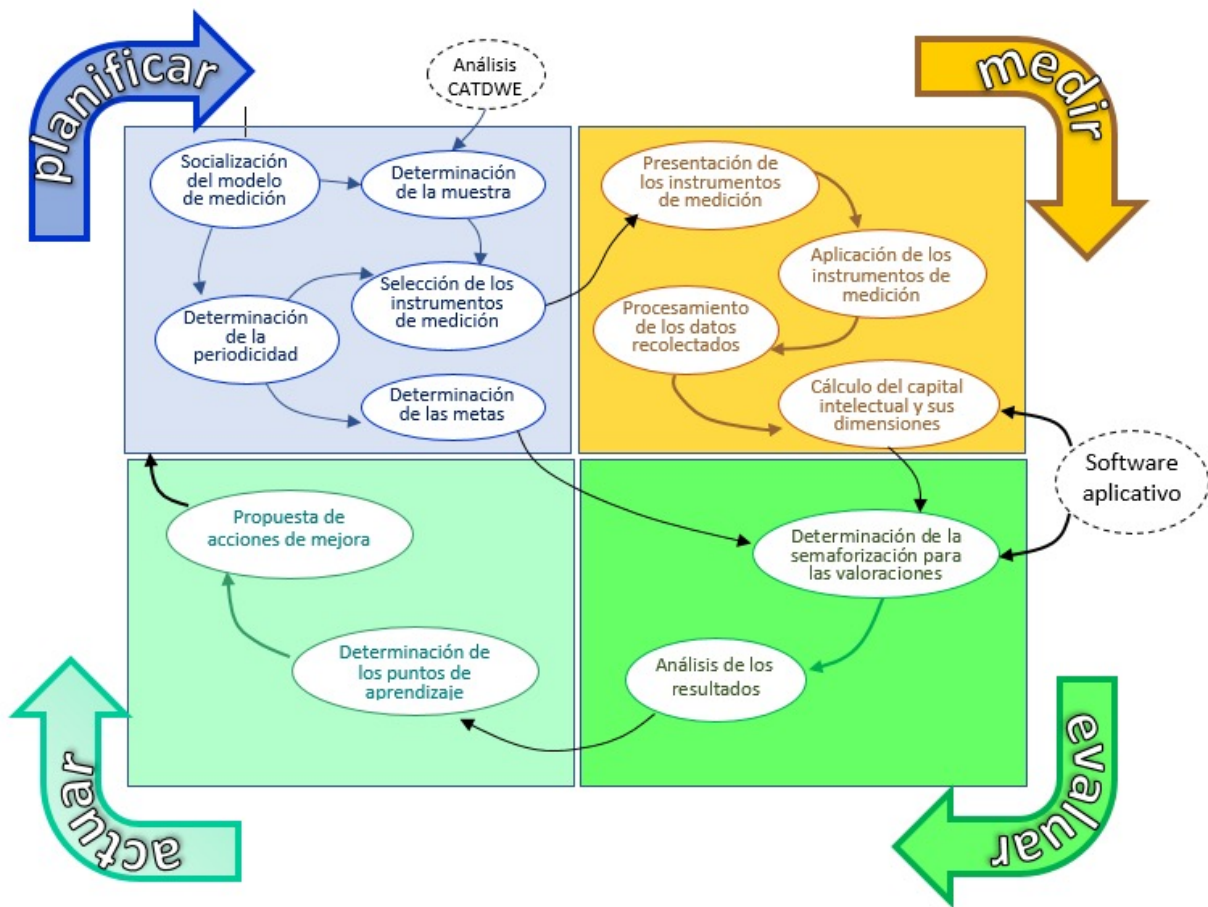 planificar
Análisis
CATDWE
medir
Socialización
del modelo
de medición
Determinación
de la muestra
Determinación
de la
periodicidad
Selección de los
instrumentos
de medición
Determinación
de las metas
Presentación de
los instrumentos
de medición
Aplicación de los
instrumentos de
medición
Procesamiento
de los datos
recolectados
Cálculo del capital
intelectual y sus
dimensiones
Software
aplicativo
Propuesta de
acciones de mejora
Determinación de
los puntos de
aprendizaje
Determinación de la
semaforización para
las valoraciones
Análisis de los
resultados
actuar
evaluar